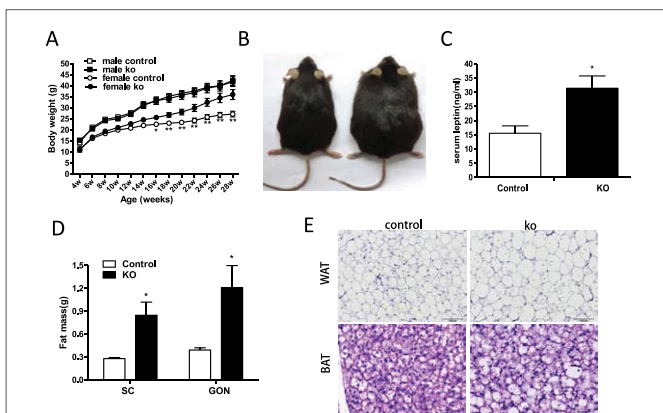 A
male control
male ko
female control
female ko
Body weight (g)
50
45
40
35
30
25
20
15
10
5
0
* ** ** ** ** ** **
4w 6w 8w 10w 12w 14w 16w 18w 20w 22w 24w 26w 28w
Age (weeks)
B
C
serum leptin(ng/ml)
40
35
30
25
20
15
10
5
0
*
Control KO
D
Control
KO
Fat mass(g)
1,5
1,2
0,9
0,6
0,3
0,0
* *
SC GON
E
control ko
WAT
BAT